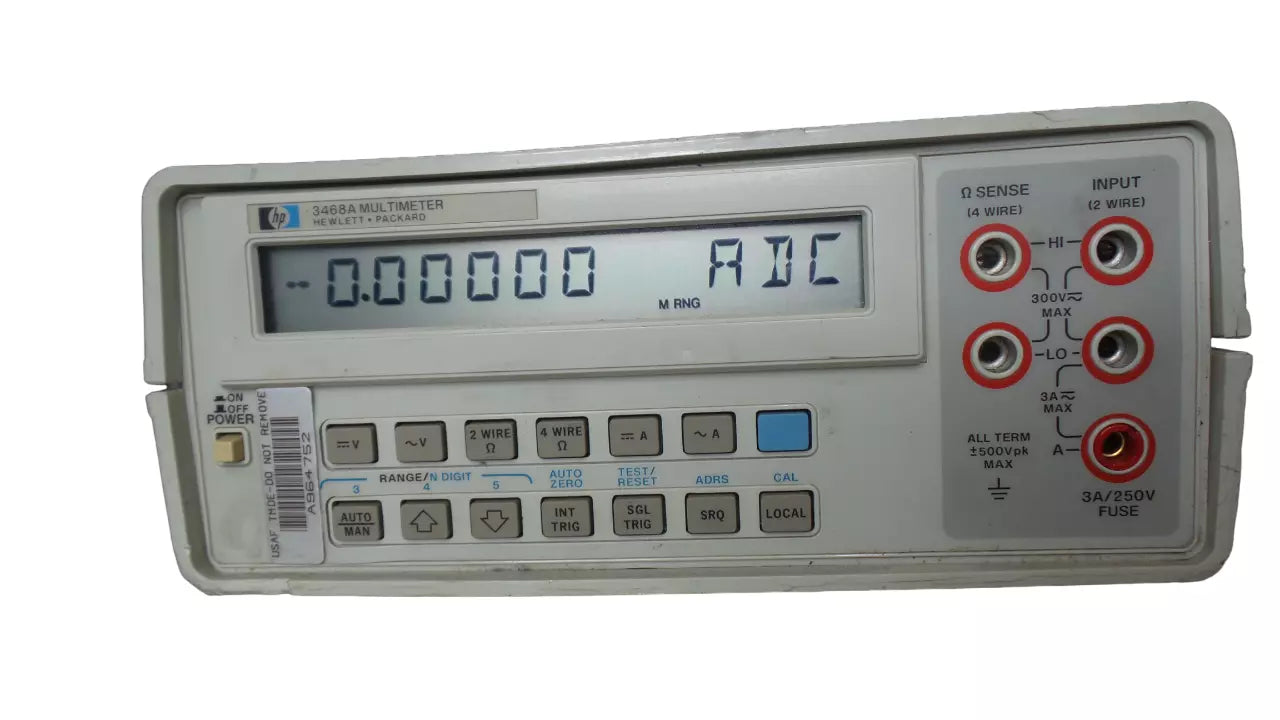 hp 3468A MULTIMETER
HEWLETT • PACKARD
-0.00000 ADC
M RNG
Ω SENSE
(4 WIRE)
INPUT
(2 WIRE)
HI
300V⎓~
MAX
LO
3A⎓~
MAX
ALL TERM
±500Vpk
MAX
A
3A/250V
FUSE
ON
OFF
POWER
USAF TMDE-DO NOT REMOVE
A964752
⎓V
~V
2 WIRE
Ω
4 WIRE
Ω
⎓A
~A
RANGE/N DIGIT
3 4 5
AUTO
ZERO
TEST/
RESET
ADRS
CAL
AUTO
MAN
INT
TRIG
SGL
TRIG
SRQ
LOCAL